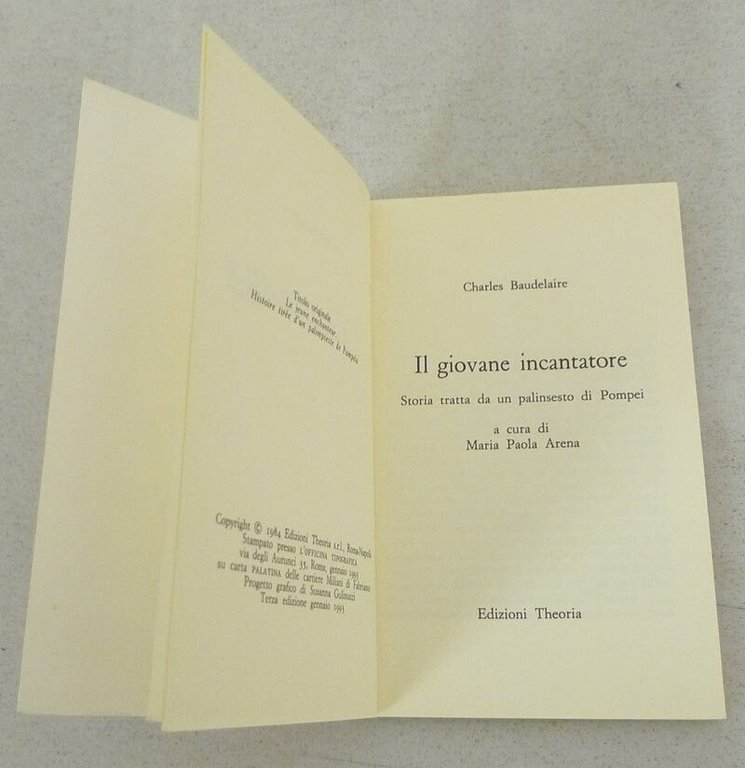 Titolo originale
Le jeune enchanteur.
Histoire tirée d'un palimpseste de Pompeia
Copyright © 1984 Edizioni Theoria s.r.l., Roma-Napoli
Stampato presso L'OFFICINA TIPOGRAFICA
via degli Aurunci 35, Roma, gennaio 1993
su carta PALATINA delle cartiere Miliani di Fabriano
Progetto grafico di Susanna Gulinucci
Terza edizione gennaio 1993
Charles Baudelaire
Il giovane incantatore
Storia tratta da un palinsesto di Pompei
a cura di
Maria Paola Arena
Edizioni Theoria